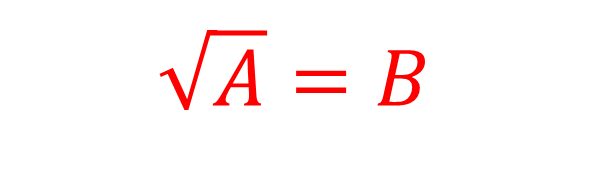 √A = B